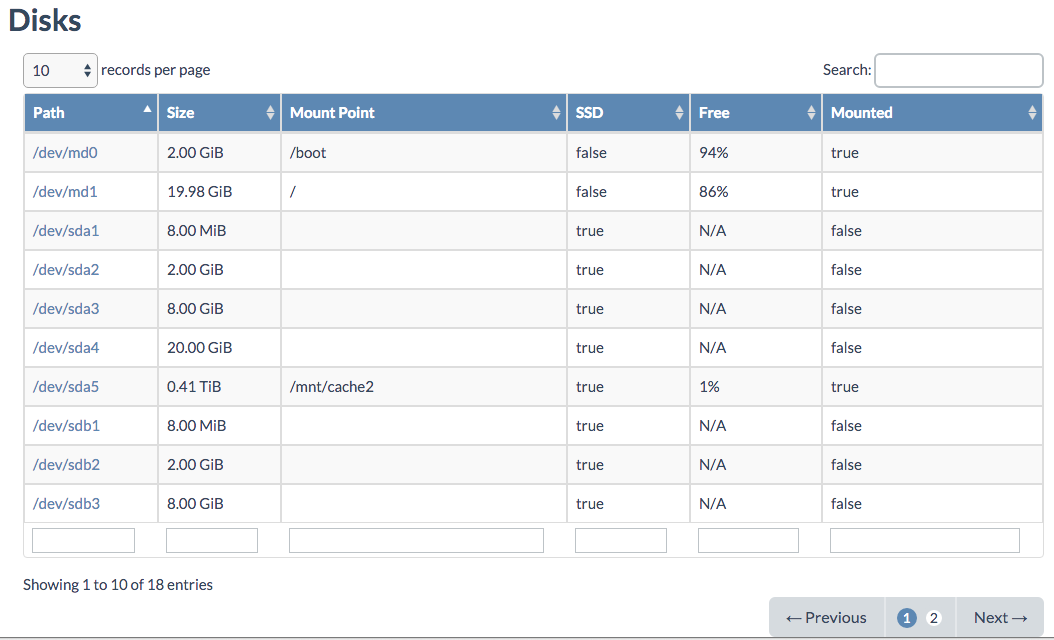 Disks
10 records per page Search:
Path Size Mount Point SSD Free Mounted
/dev/md0 2.00 GiB /boot false 94% true
/dev/md1 19.98 GiB / false 86% true
/dev/sda1 8.00 MiB true N/A false
/dev/sda2 2.00 GiB true N/A false
/dev/sda3 8.00 GiB true N/A false
/dev/sda4 20.00 GiB true N/A false
/dev/sda5 0.41 TiB /mnt/cache2 true 1% true
/dev/sdb1 8.00 MiB true N/A false
/dev/sdb2 2.00 GiB true N/A false
/dev/sdb3 8.00 GiB true N/A false
Showing 1 to 10 of 18 entries
← Previous 1 2 Next →